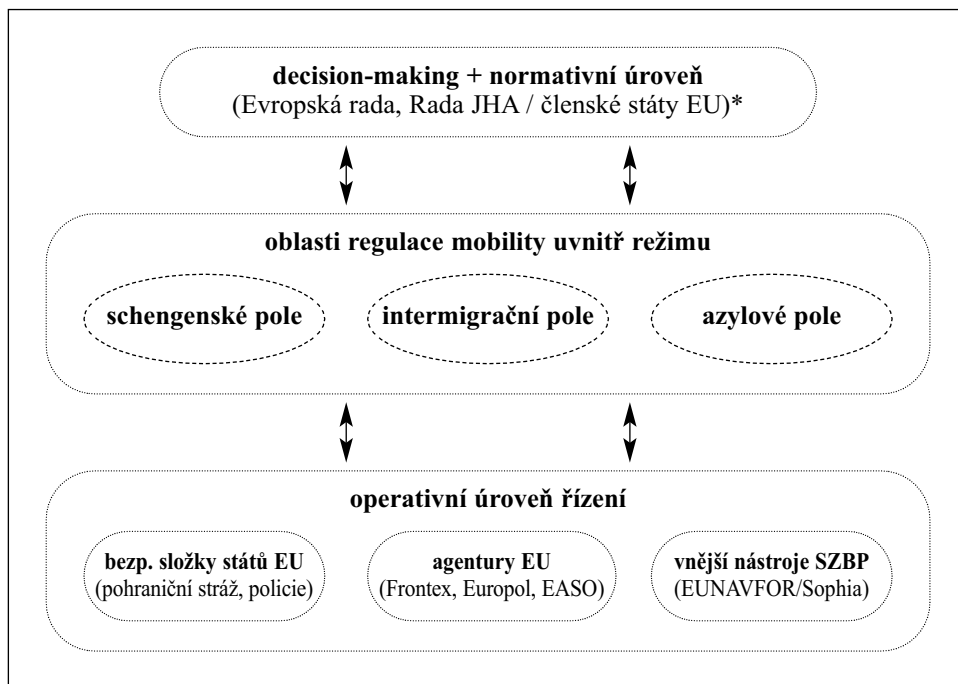 decision-making + normativní úroveň
(Evropská rada, Rada JHA / členské státy EU)*
oblasti regulace mobility uvnitř režimu
schengenské pole
intermigrační pole
azylové pole
operativní úroveň řízení
bezp. složky států EU
(pohraniční stráž, policie)
agentury EU
(Frontex, Europol, EASO)
vnější nástroje SZBP
(EUNAVFOR/Sophia)